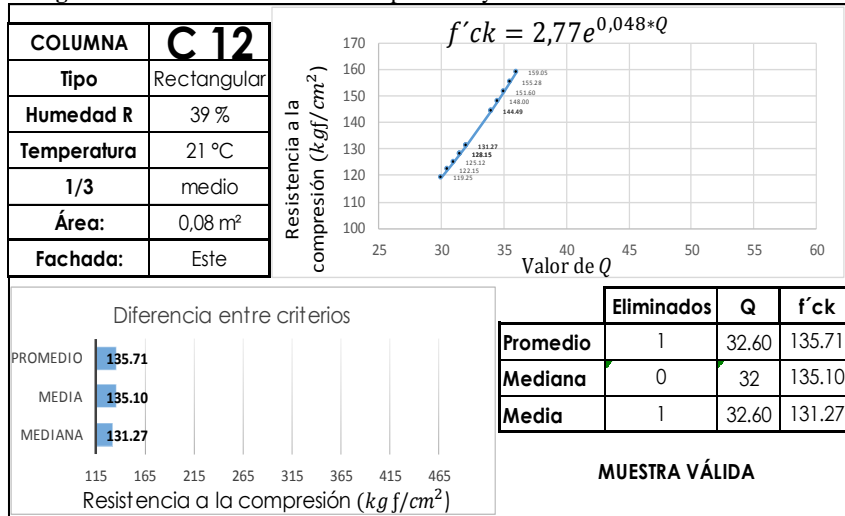 COLUMNA C 12
Tipo Rectangular
Humedad R 39 %
Temperatura 21 °C
1/3 medio
Área: 0,08 m²
Fachada: Este
f´ck = 2,77e^{0,048*Q}
Resistencia a la
compresión (kgf/cm²)
170
160
150
140
130
120
110
100
159.05
155.28
151.60
148.00
144.49
131.27
128.15
125.12
122.15
119.25
25 30 35 40 45 50 55 60
Valor de Q
Diferencia entre criterios
PROMEDIO 135.71
MEDIA 135.10
MEDIANA 131.27
115 165 215 265 315 365 415 465
Resistencia a la compresión (kg f/cm²)
Eliminados Q f´ck
Promedio 1 32.60 135.71
Mediana 0 32 135.10
Media 1 32.60 131.27
MUESTRA VÁLIDA